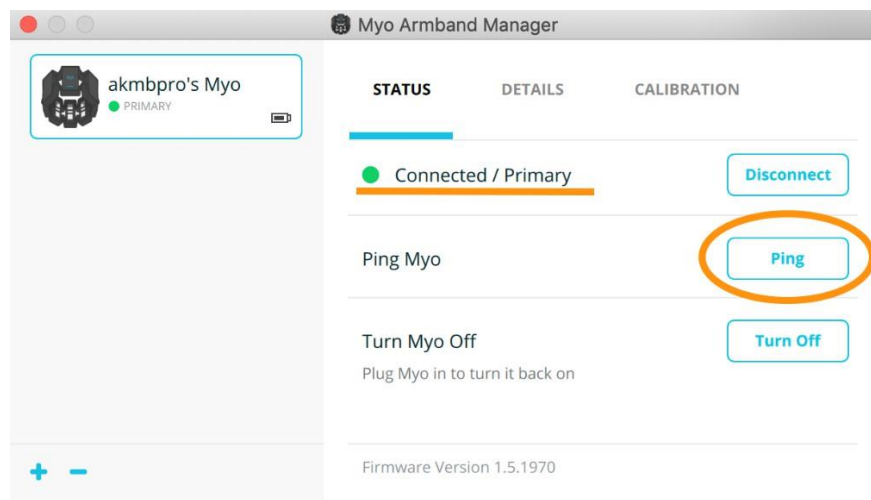 Myo Armband Manager
akmbpro's Myo
PRIMARY
STATUS DETAILS CALIBRATION
Connected / Primary Disconnect
Ping Myo Ping
Turn Myo Off Turn Off
Plug Myo in to turn it back on
Firmware Version 1.5.1970